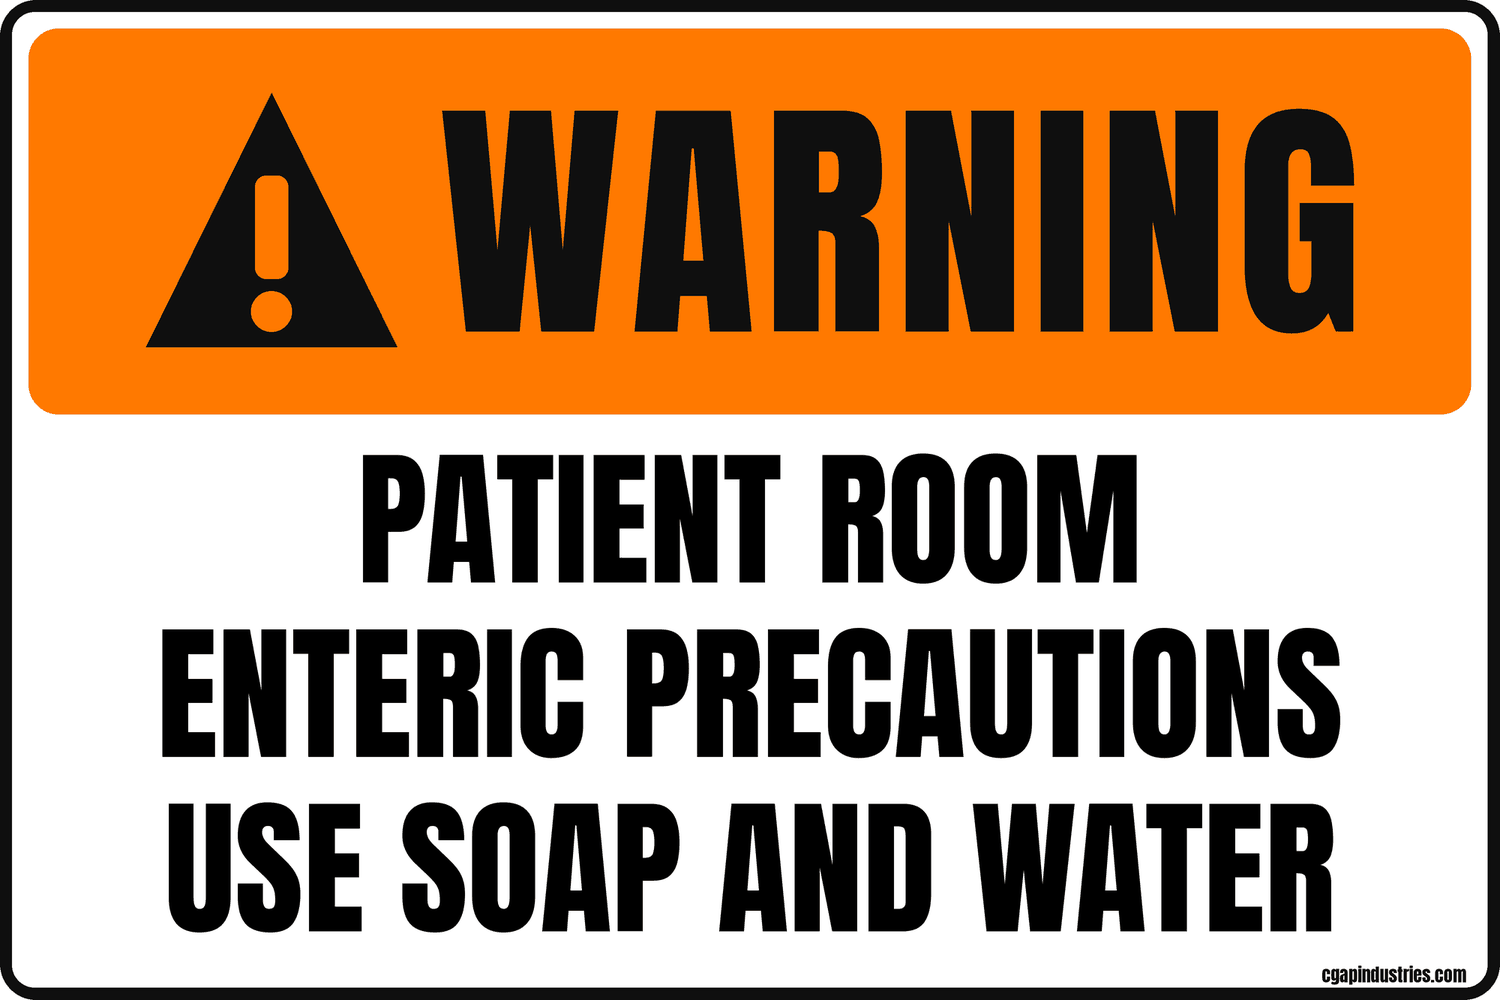 WARNING
PATIENT ROOM
ENTERIC PRECAUTIONS
USE SOAP AND WATER
cgapindustries.com